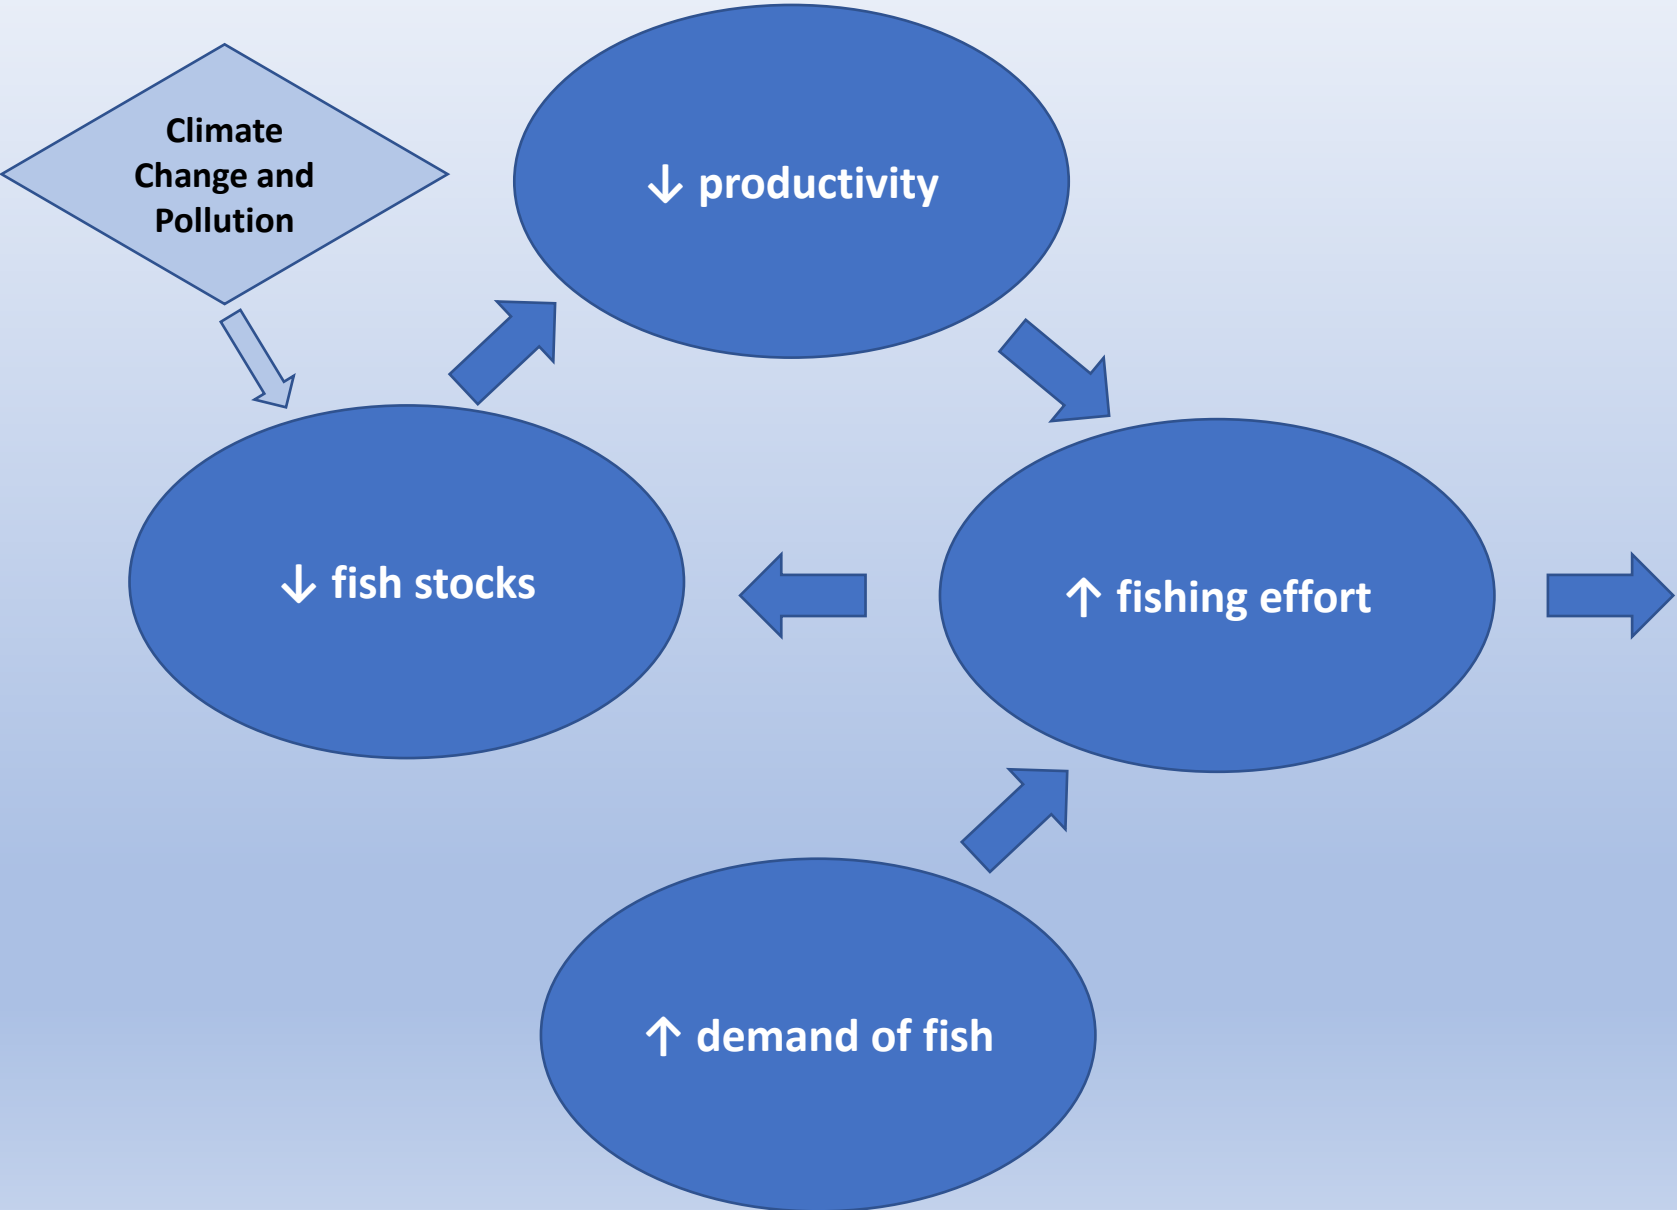 Climate
Change and
Pollution
↓ productivity
↓ fish stocks
↑ fishing effort
↑ demand of fish